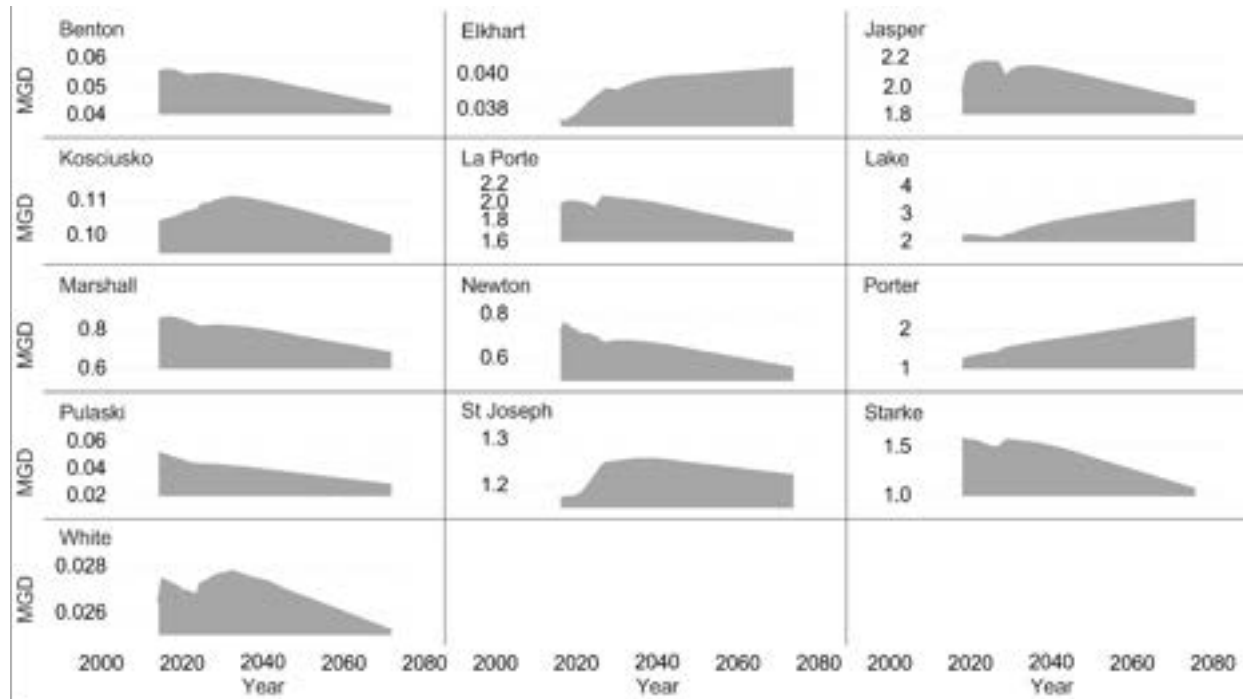 Benton
0.06
0.05
0.04
MGD
Elkhart
0.040
0.038
Jasper
2.2
2.0
1.8
Kosciusko
0.11
0.10
MGD
La Porte
2.2
2.0
1.8
1.6
Lake
4
3
2
Marshall
0.8
0.6
MGD
Newton
0.8
0.6
Porter
2
1
Pulaski
0.06
0.04
0.02
MGD
St Joseph
1.3
1.2
Starke
1.5
1.0
White
0.028
0.026
MGD
2000 2020 2040 2060 2080
Year
2000 2020 2040 2060 2080
Year
2000 2020 2040 2060 2080
Year